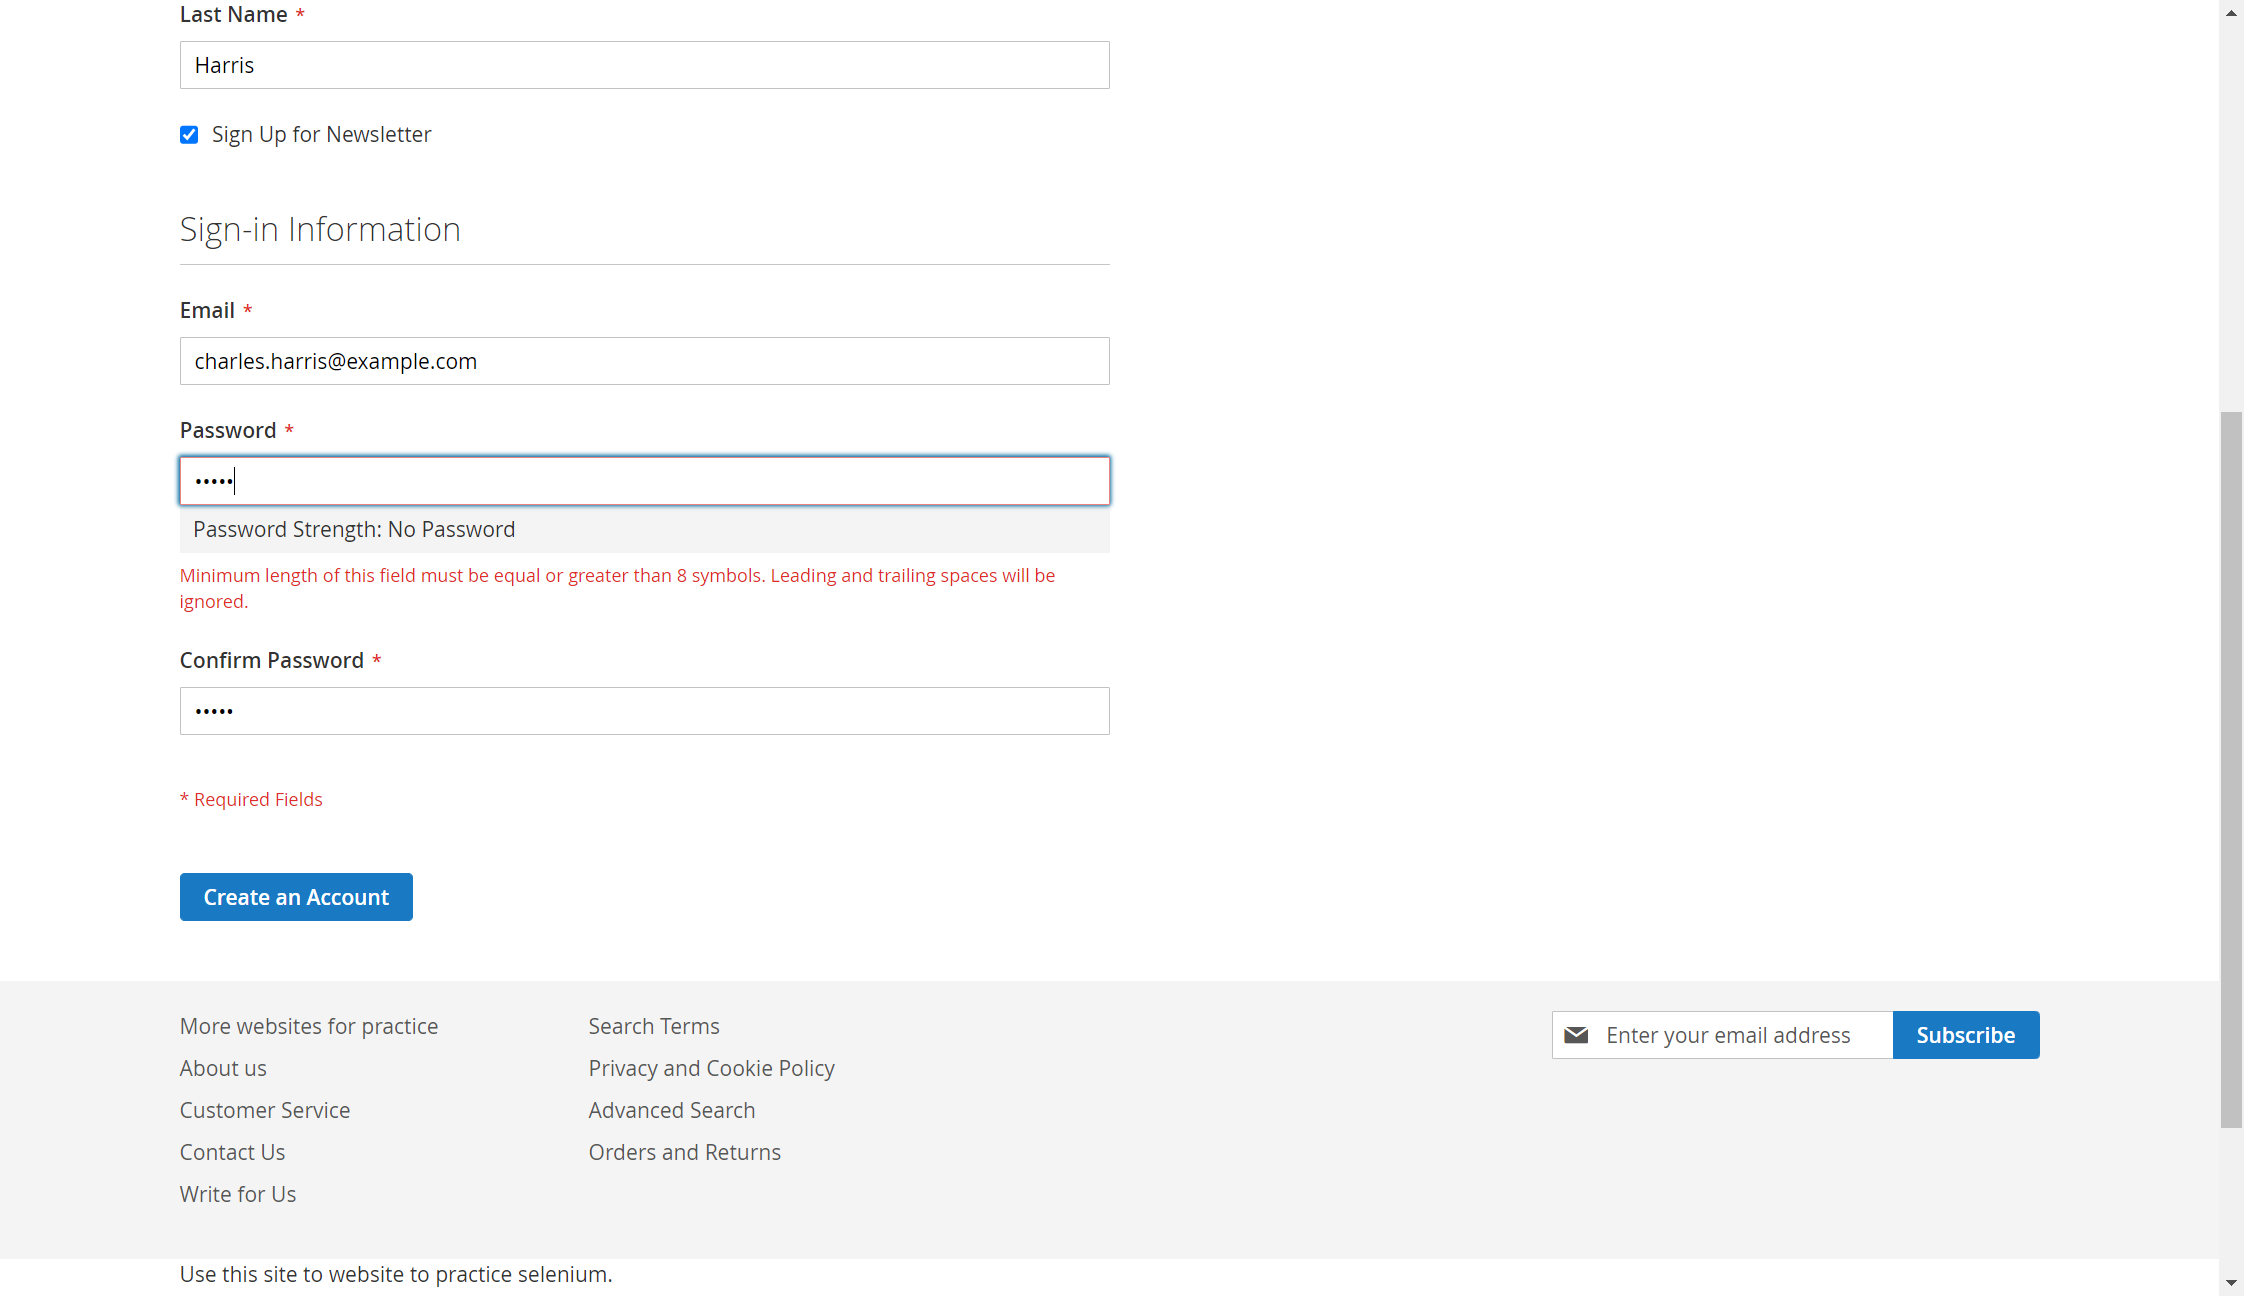 Last Name *
Harris
Sign Up for Newsletter
Sign-in Information
Email *
charles.harris@example.com
Password *
•••••
Password Strength: No Password
Minimum length of this field must be equal or greater than 8 symbols. Leading and trailing spaces will be
ignored.
Confirm Password *
•••••
* Required Fields
Create an Account
More websites for practice
About us
Customer Service
Contact Us
Write for Us
Search Terms
Privacy and Cookie Policy
Advanced Search
Orders and Returns
Enter your email address
Subscribe
Use this site to website to practice selenium.